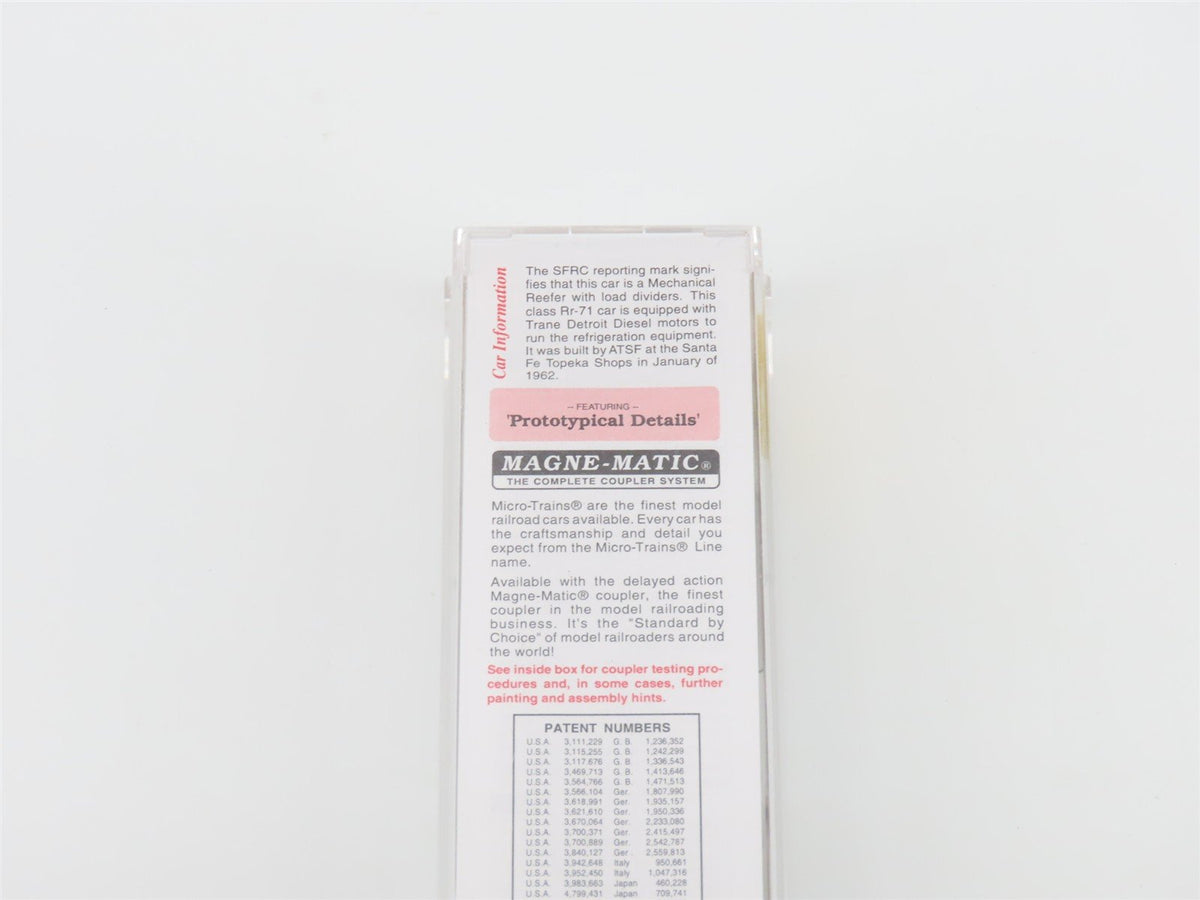 Car Information
The SFRC reporting mark signi-
fies that this car is a Mechanical
Reefer with load dividers. This
class Rr-71 car is equipped with
Trane Detroit Diesel motors to
run the refrigeration equipment.
It was built by ATSF at the Santa
Fe Topeka Shops in January of
1962.
-- FEATURING --
'Prototypical Details'
MAGNE-MATIC®
THE COMPLETE COUPLER SYSTEM
Micro-Trains® are the finest model
railroad cars available. Every car has
the craftsmanship and detail you
expect from the Micro-Trains® Line
name.
Available with the delayed action
Magne-Matic® coupler, the finest
coupler in the model railroading
business. It's the "Standard by
Choice" of model railroaders around
the world!
See inside box for coupler testing pro-
cedures and, in some cases, further
painting and assembly hints.
PATENT NUMBERS
U.S.A. 3,111,229 G. B. 1,236,352
U.S.A. 3,115,255 G. B. 1,242,299
U.S.A. 3,117,676 G. B. 1,336,543
U.S.A. 3,469,713 G. B. 1,413,646
U.S.A. 3,564,766 G. B. 1,471,513
U.S.A. 3,566,104 Ger. 1,807,990
U.S.A. 3,618,991 Ger. 1,935,157
U.S.A. 3,621,610 Ger. 1,950,336
U.S.A. 3,670,064 Ger. 2,233,080
U.S.A. 3,700,371 Ger. 2,415,497
U.S.A. 3,700,889 Ger. 2,542,787
U.S.A. 3,840,127 Ger. 2,559,813
U.S.A. 3,942,648 Italy 950,661
U.S.A. 3,952,450 Italy 1,047,316
U.S.A. 3,983,663 Japan 460,228
U.S.A. 4,799,431 Japan 709,741